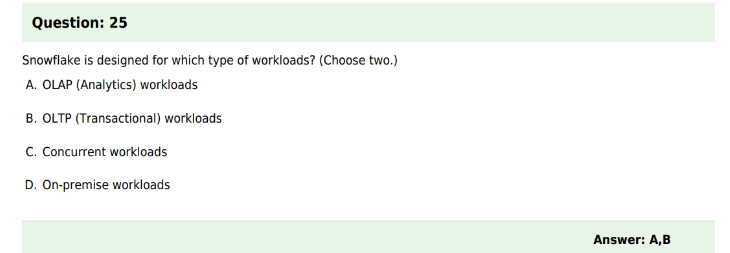 Question: 25
Snowflake is designed for which type of workloads? (Choose two.)
A. OLAP (Analytics) workloads
B. OLTP (Transactional) workloads
C. Concurrent workloads
D. On-premise workloads
Answer: A,B